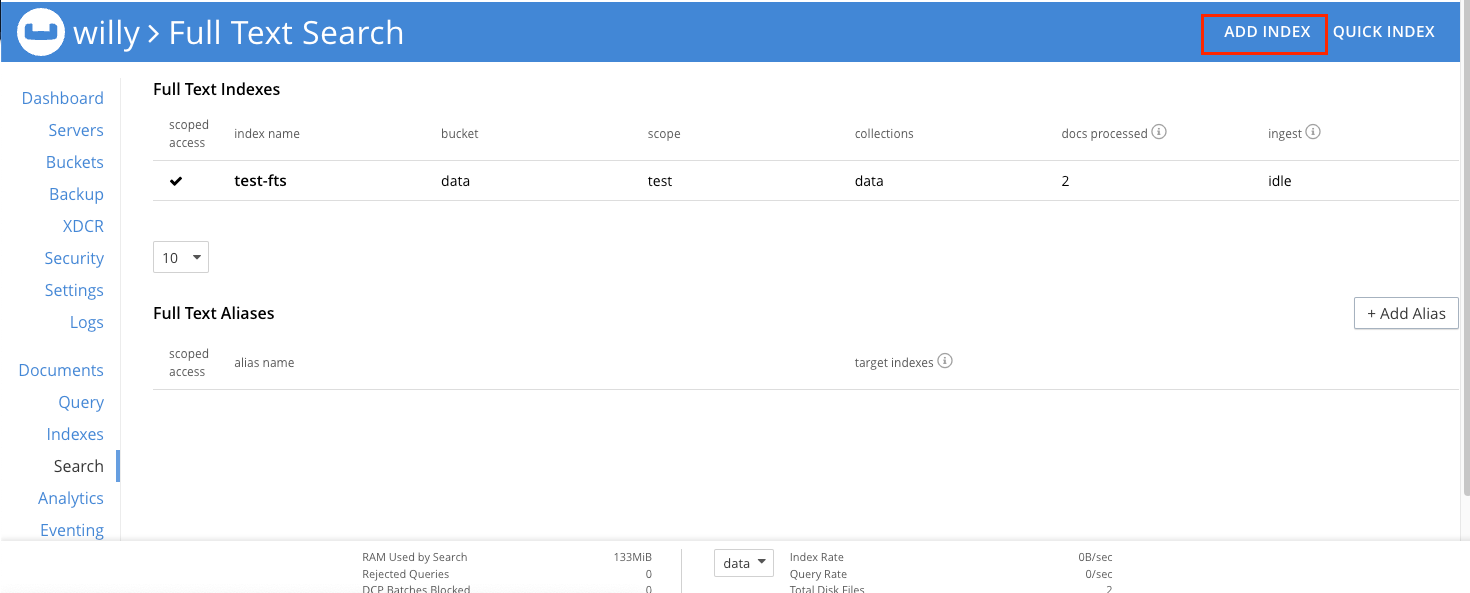 willy > Full Text Search
ADD INDEX
QUICK INDEX
Dashboard
Servers
Buckets
Backup
XDCR
Security
Settings
Logs
Documents
Query
Indexes
Search
Analytics
Eventing
Full Text Indexes
scoped access index name bucket scope collections docs processed ingest
test-fts data test data 2 idle
10
Full Text Aliases
+ Add Alias
scoped access alias name target indexes
RAM Used by Search 133MiB
Rejected Queries 0
DCP Batches Blocked 0
data
Index Rate 0B/sec
Query Rate 0/sec
Total Disk Files 2